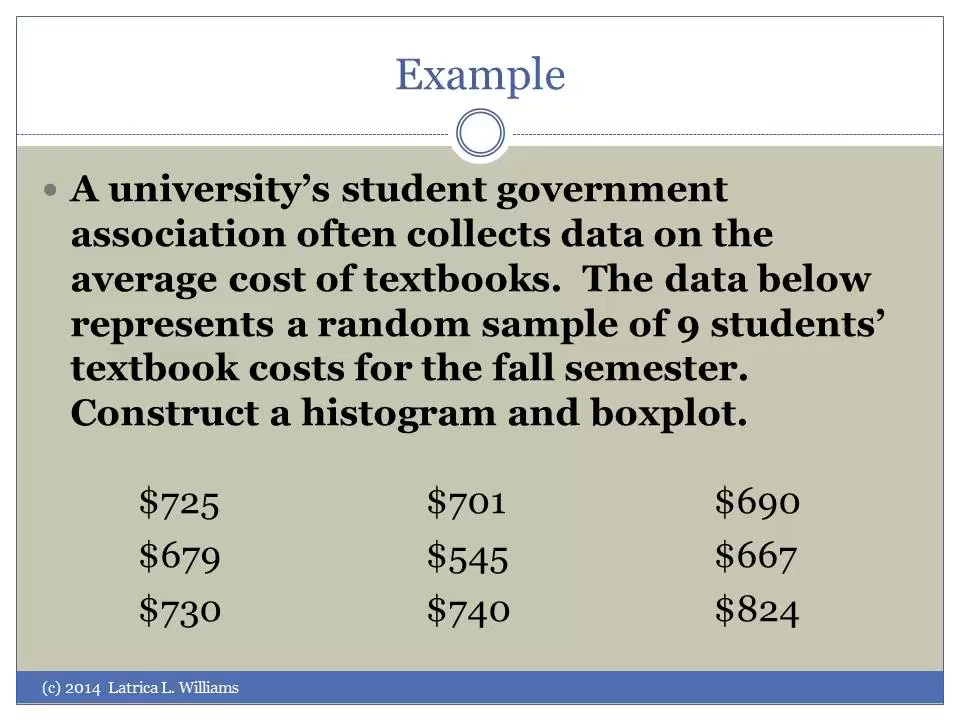 Example
• A university’s student government
association often collects data on the
average cost of textbooks.  The data below
represents a random sample of 9 students’
textbook costs for the fall semester.
Construct a histogram and boxplot.
$725 $701 $690
$679 $545 $667
$730 $740 $824
(c) 2014 Latrica L. Williams